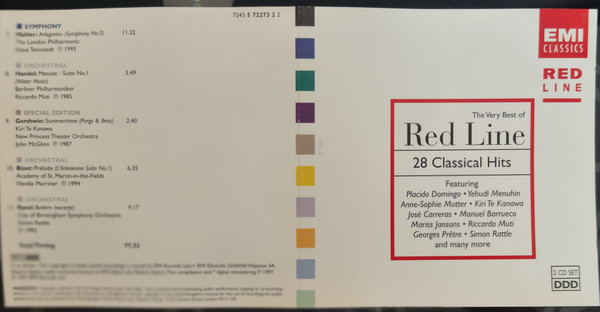 7243 5 72273 2 2
SYMPHONY
Mahler: Adagietto (Symphony No.5) 11.32
The London Philharmonic
Klaus Tennstedt ℗ 1993
ORCHESTRAL
8. Handel: Menuet - Suite No.1 3.49
(Water Music)
Berliner Philharmoniker
Riccardo Muti ℗ 1985
SPECIAL EDITION
9. Gershwin: Summertime (Porgy & Bess) 2.40
Kiri Te Kanawa
New Princess Theater Orchestra
John McGlinn ℗ 1987
ORCHESTRAL
10. Bizet: Prélude (L'Arlésienne Suite No.1) 6.35
Academy of St. Martin-in-the-Fields
Neville Marriner ℗ 1994
ORCHESTRAL
Ravel: Boléro (excerpt) 9.17
City of Birmingham Symphony Orchestra
Simon Rattle
Total Timing 77.32
EMI
CLASSICS
RED
LINE
The Very Best of
Red Line
28 Classical Hits
Featuring
Placido Domingo • Yehudi Menuhin
Anne-Sophie Mutter • Kiri Te Kanawa
José Carreras • Manuel Barrueco
Mariss Jansons • Riccardo Muti
Georges Prêtre • Simon Rattle
and many more
2 CD SET
DDD